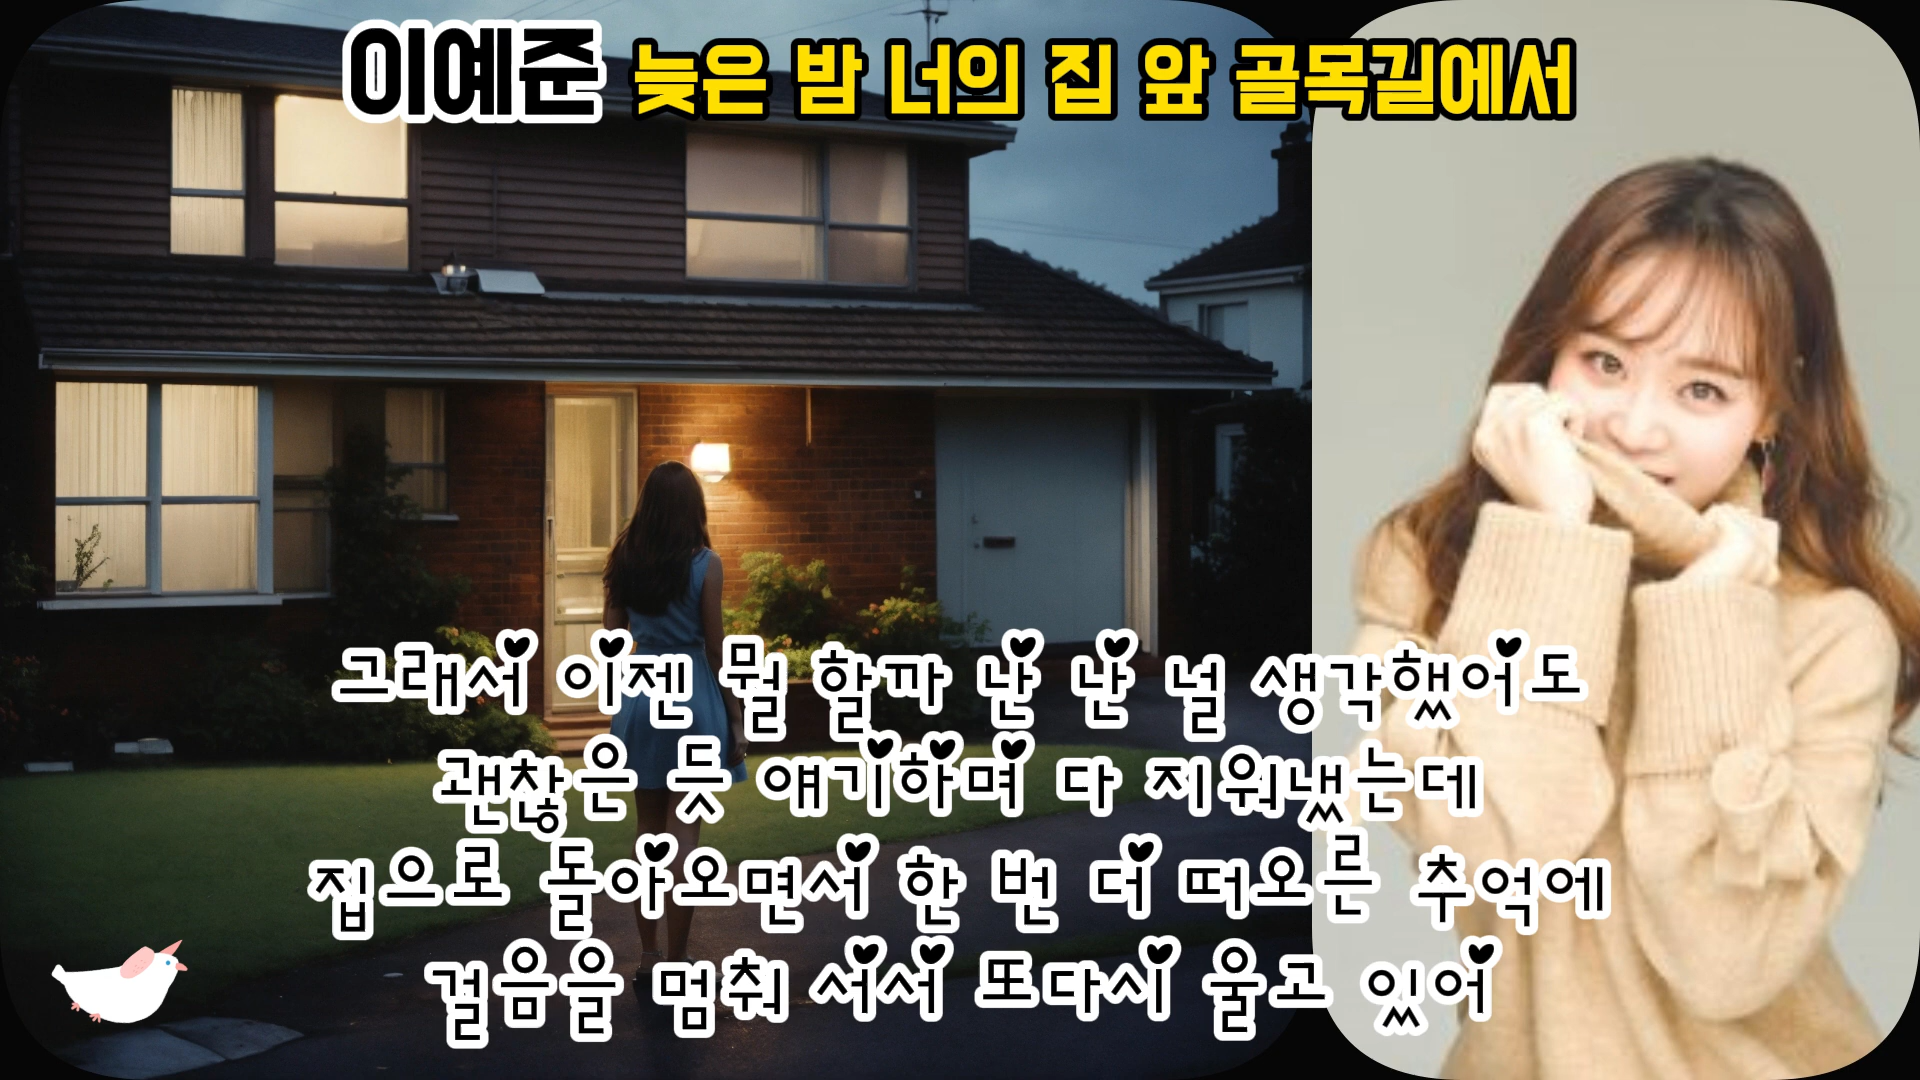 이예준 늦은 밤 너의 집 앞 골목길에서
그래서 이젠 뭘 할까 난 난 널 생각했어도
괜찮은 듯 얘기하며 다 지워냈는데
집으로 돌아오면서 한 번 더 떠오른 추억에
걸음을 멈춰 서서 또다시 울고 있어